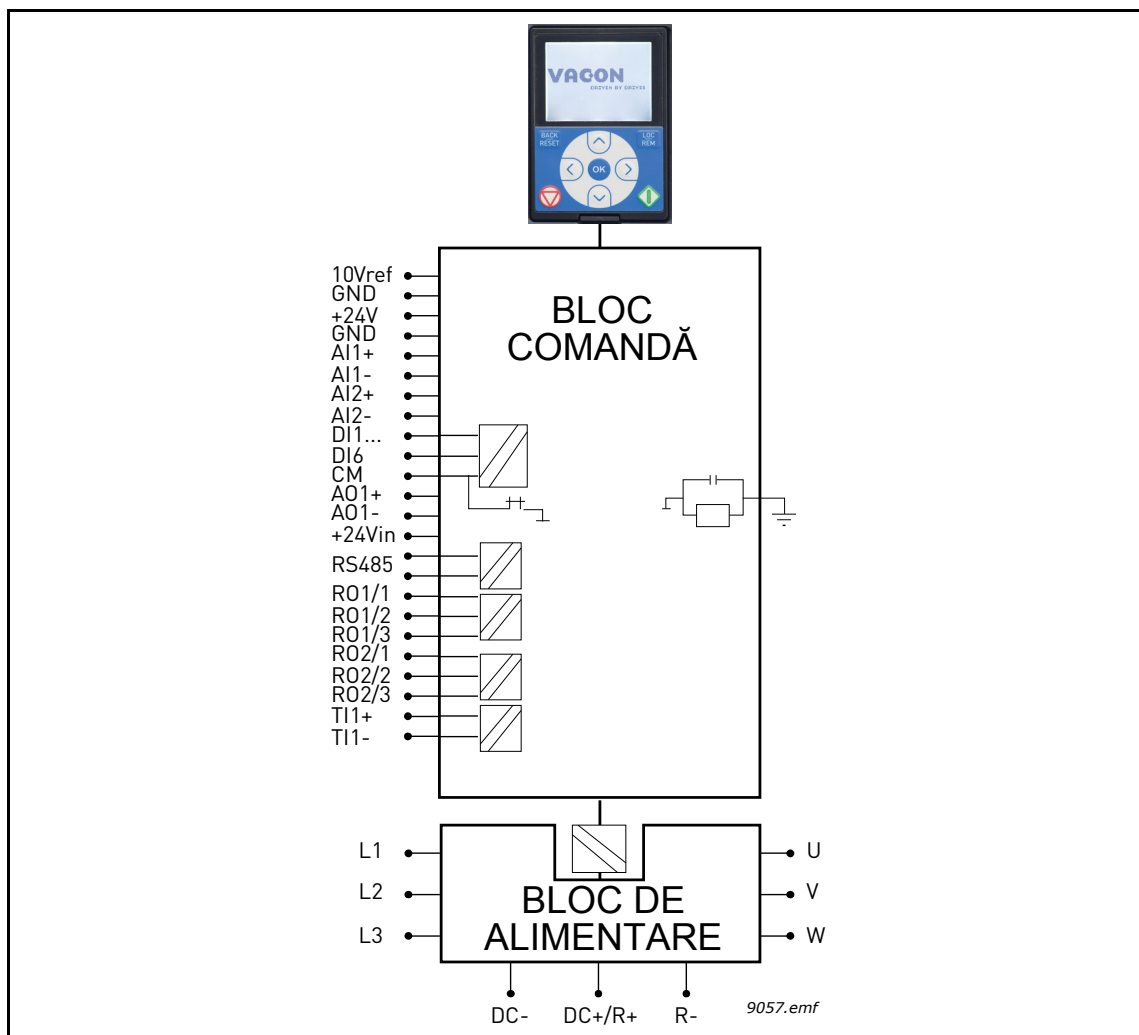 VACON
DRIVEN BY DRIVES
BACK
RESET
LOC
REM
OK
BLOC
COMANDĂ
10Vref
GND
+24V
GND
AI1+
AI1-
AI2+
AI2-
DI1...
DI6
CM
AO1+
AO1-
+24Vin
RS485
RO1/1
RO1/2
RO1/3
RO2/1
RO2/2
RO2/3
TI1+
TI1-
L1
L2
L3
BLOC DE
ALIMENTARE
U
V
W
DC-
DC+/R+
R-
9057.emf